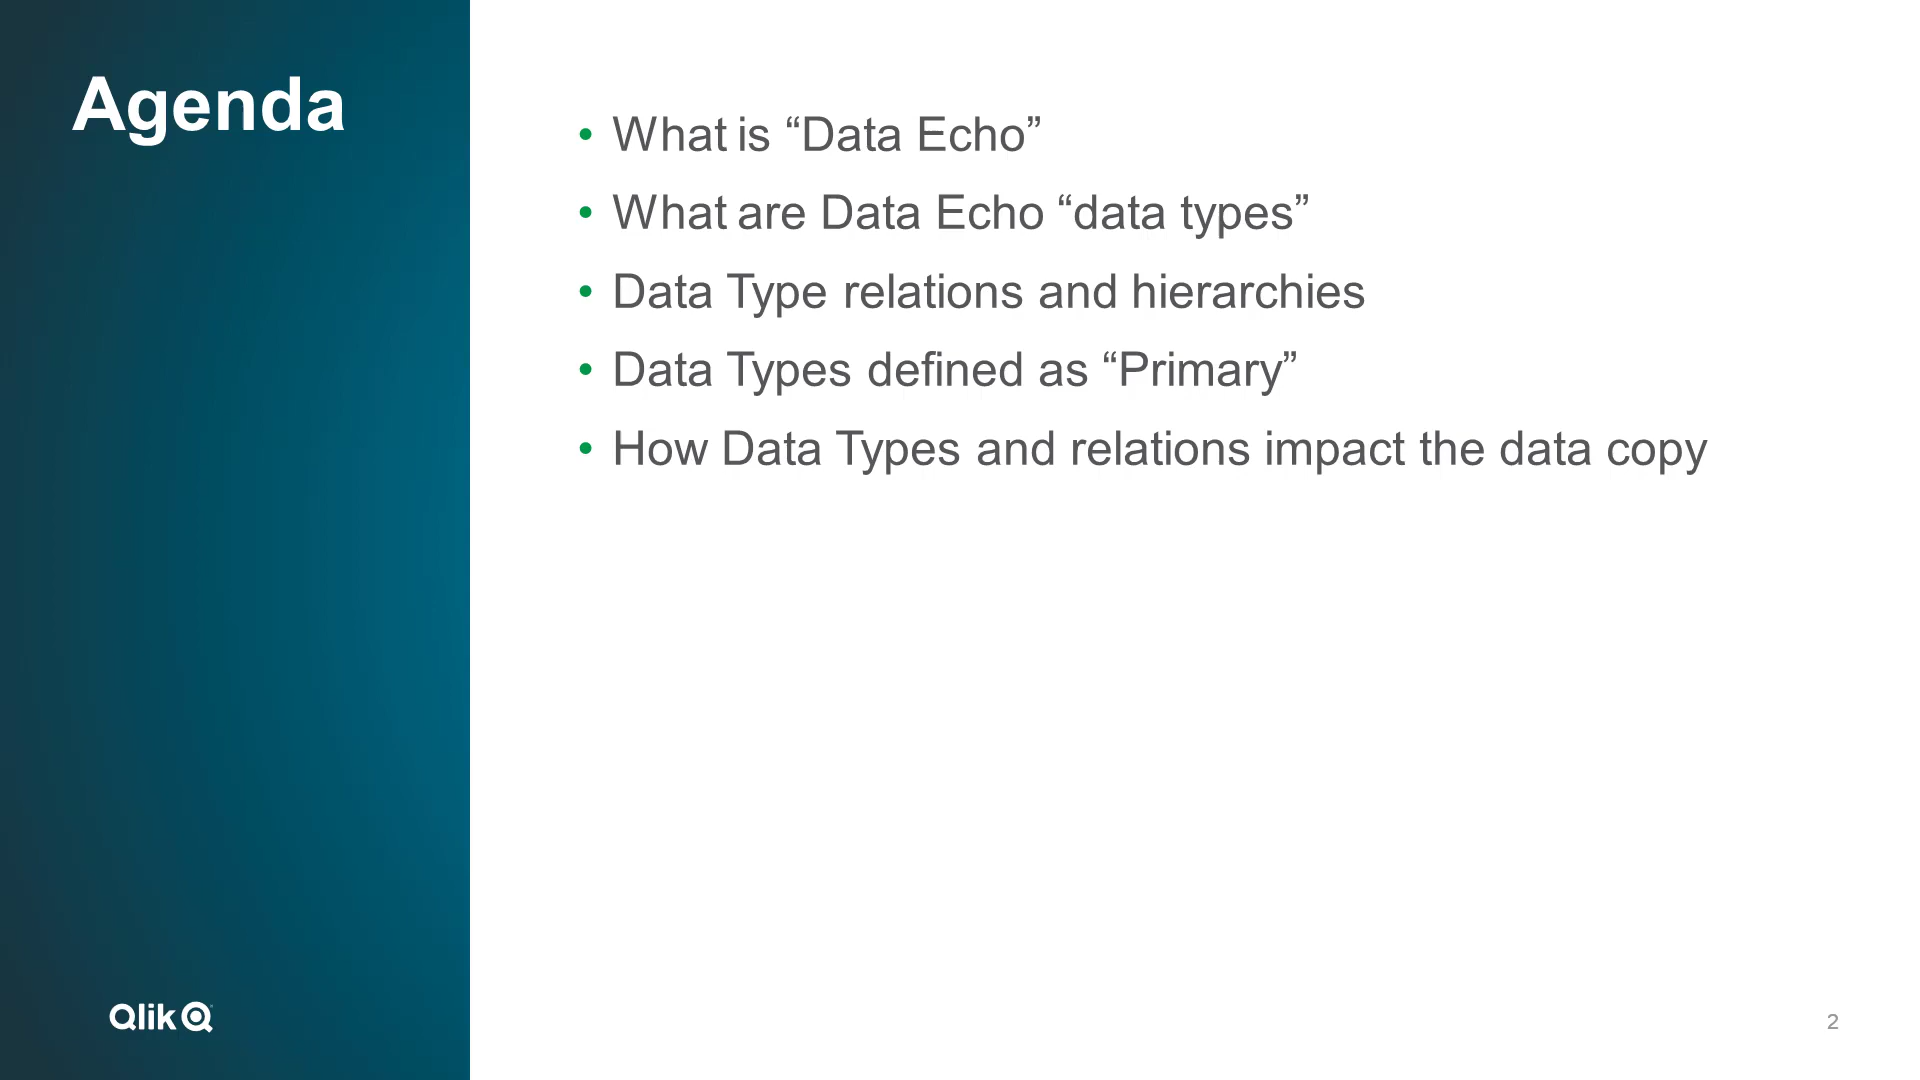 Agenda
• What is “Data Echo”
• What are Data Echo “data types”
• Data Type relations and hierarchies
• Data Types defined as “Primary”
• How Data Types and relations impact the data copy
Qlik
2